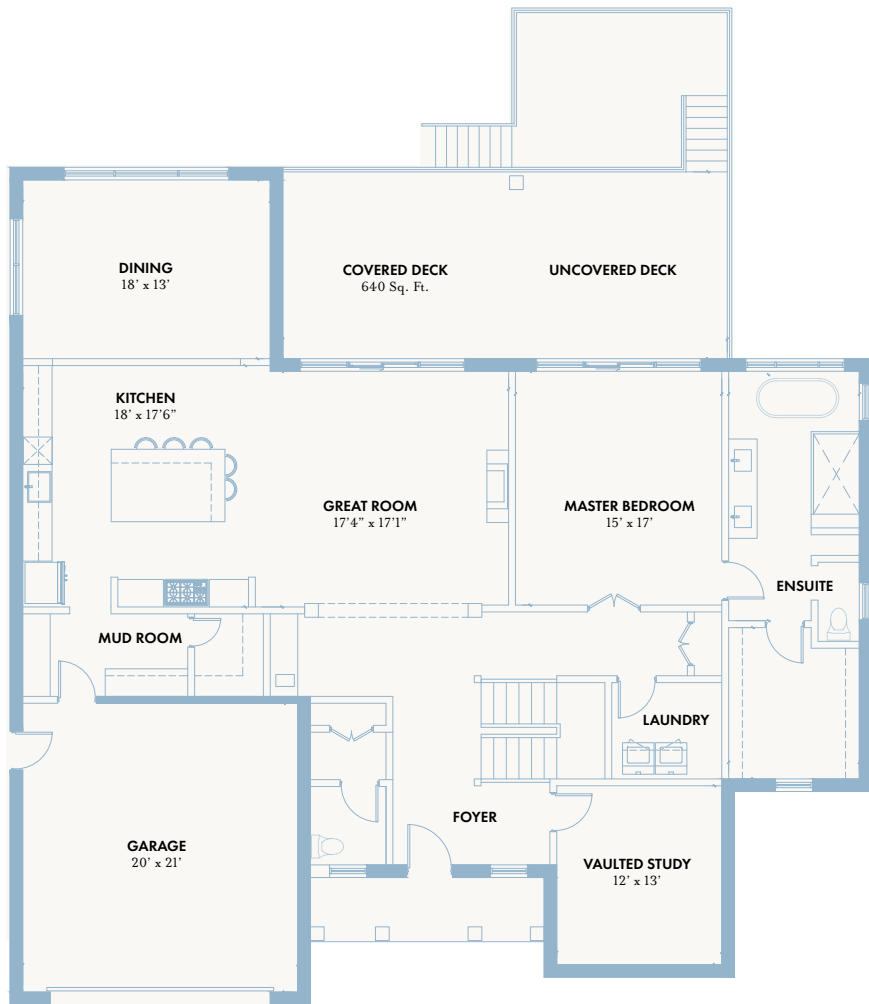 DINING
18’ x 13’
COVERED DECK
640 Sq. Ft.
UNCOVERED DECK
KITCHEN
18’ x 17’6”
GREAT ROOM
17’4” x 17’1”
MASTER BEDROOM
15’ x 17’
ENSUITE
MUD ROOM
LAUNDRY
FOYER
GARAGE
20’ x 21’
VAULTED STUDY
12’ x 13’